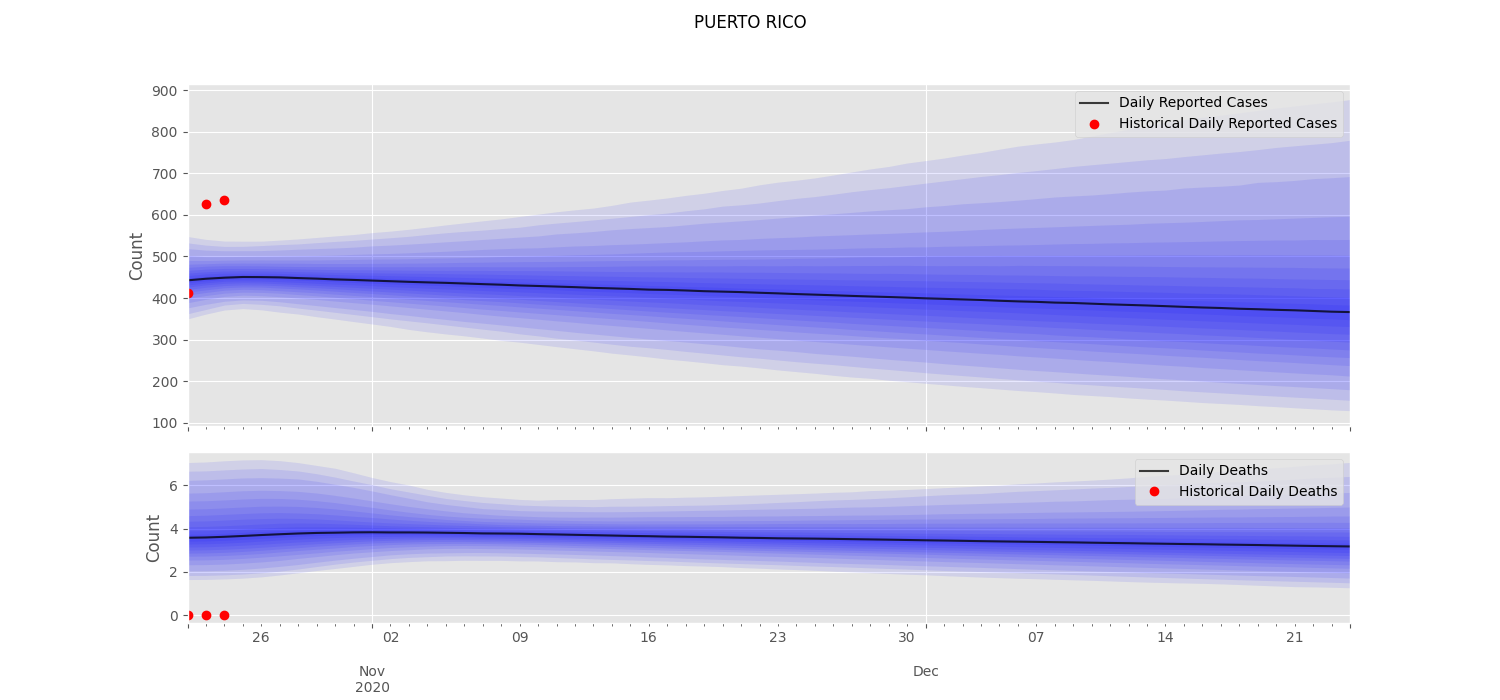 PUERTO RICO
900
800
700
600
500
400
300
200
100
Count
Daily Reported Cases
Historical Daily Reported Cases
6
4
2
0
Count
Daily Deaths
Historical Daily Deaths
26 02 09 16 23 30 07 14 21
Nov Dec
2020